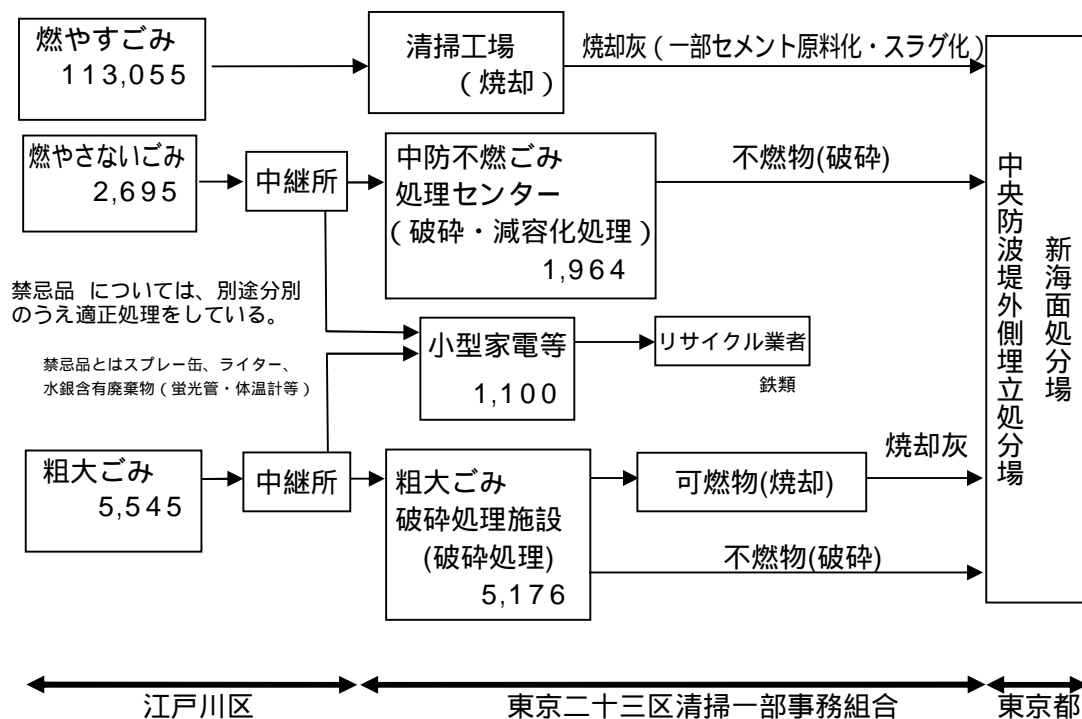 燃やすごみ
113,055
清掃工場
(焼却)
焼却灰(一部セメント原料化・スラグ化)
燃やさないごみ
2,695
中継所
中防不燃ごみ
処理センター
(破砕・減容化処理)
1,964
不燃物(破砕)
禁忌品 については、別途分別
のうえ適正処理をしている。
禁忌品とはスプレー缶、ライター、
水銀含有廃棄物(蛍光管・体温計等)
小型家電等
1,100
リサイクル業者
鉄類
粗大ごみ
5,545
中継所
粗大ごみ
破砕処理施設
(破砕処理)
5,176
可燃物(焼却)
焼却灰
不燃物(破砕)
新海面処分場
中央防波堤外側埋立処分場
江戸川区
東京二十三区清掃一部事務組合
東京都